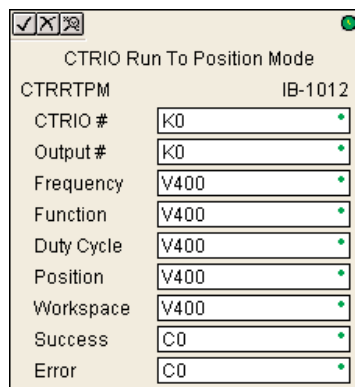 CTRIO Run To Position Mode
CTRRTPM IB-1012
CTRIO # K0
Output # K0
Frequency V400
Function V400
Duty Cycle V400
Position V400
Workspace V400
Success C0
Error C0